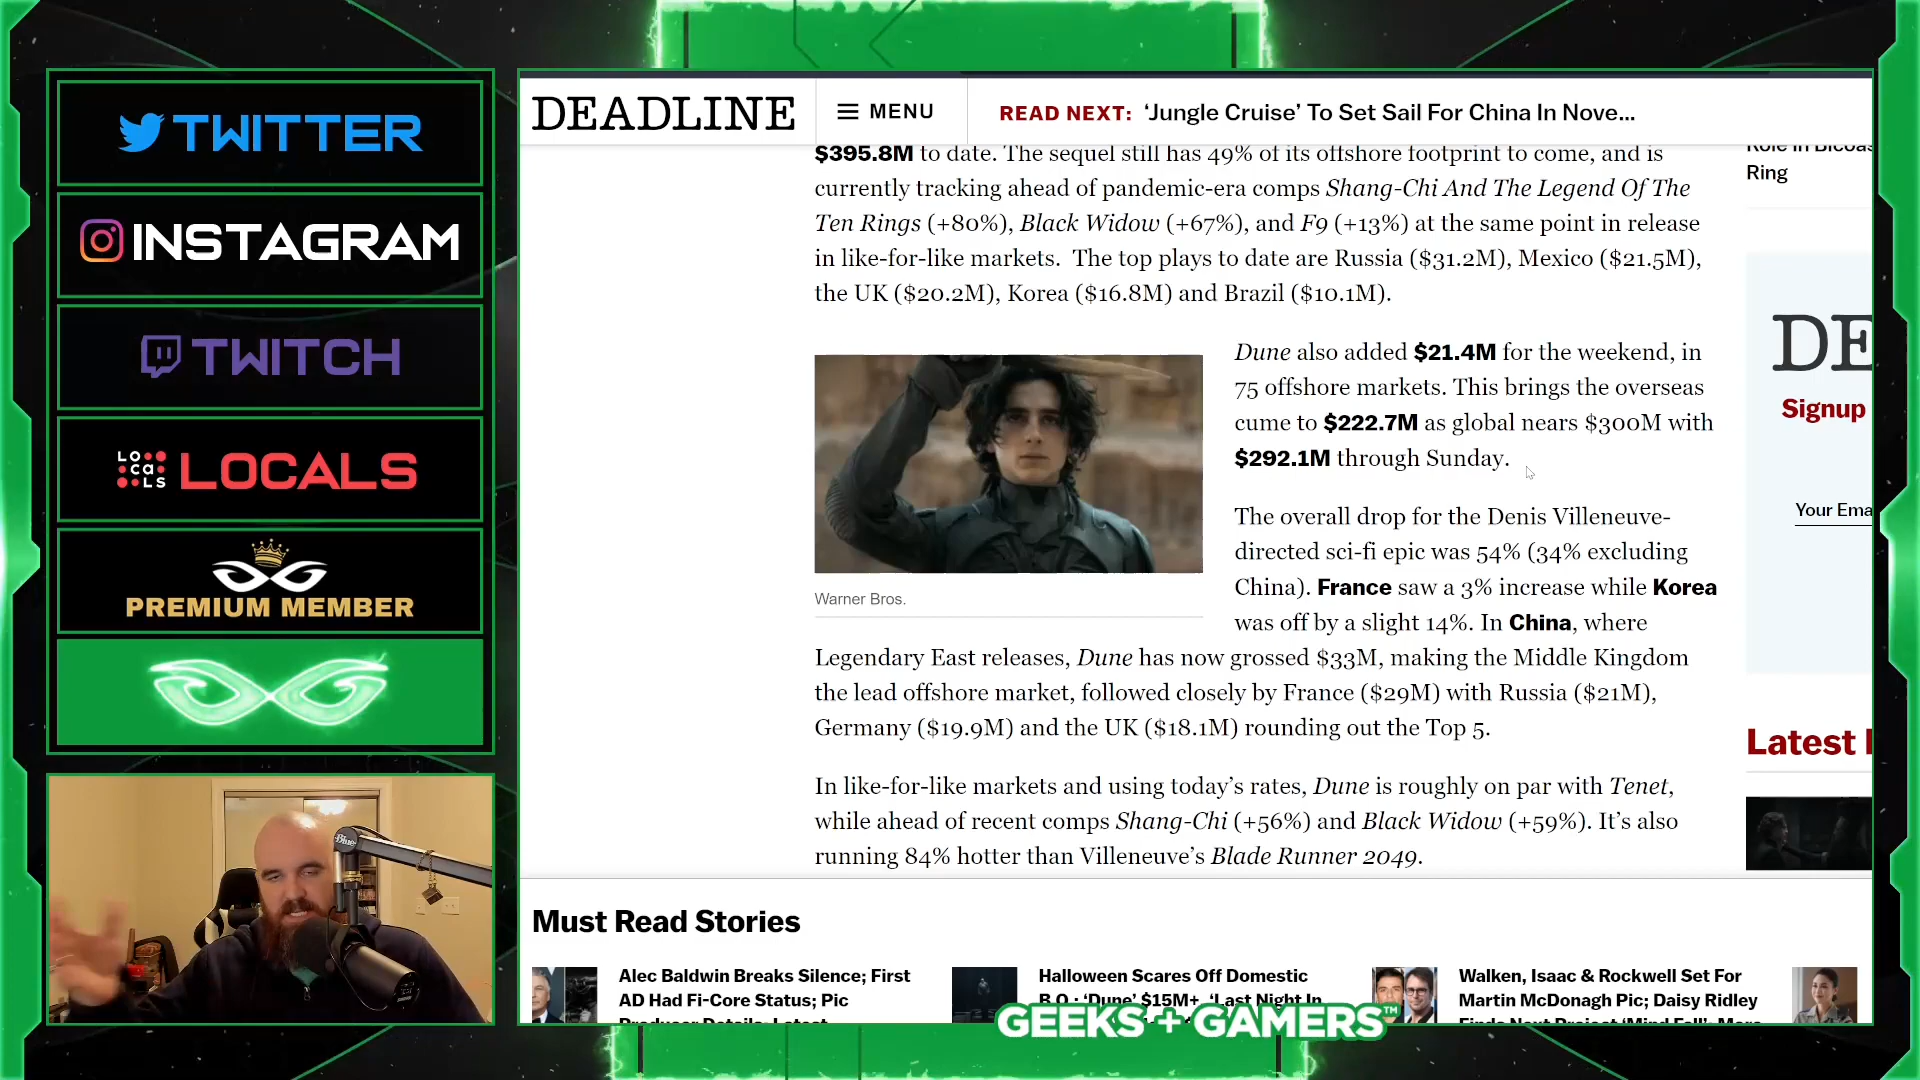 TWITTER
INSTAGRAM
TWITCH
LOCALS
LOCALS
PREMIUM MEMBER
DEADLINE
MENU
READ NEXT: ‘Jungle Cruise’ To Set Sail For China In Nove...
$395.8M to date. The sequel still has 49% of its offshore footprint to come, and is
currently tracking ahead of pandemic-era comps Shang-Chi And The Legend Of The
Ten Rings (+80%), Black Widow (+67%), and F9 (+13%) at the same point in release
in like-for-like markets. The top plays to date are Russia ($31.2M), Mexico ($21.5M),
the UK ($20.2M), Korea ($16.8M) and Brazil ($10.1M).
Dune also added $21.4M for the weekend, in
75 offshore markets. This brings the overseas
cume to $222.7M as global nears $300M with
$292.1M through Sunday.
Warner Bros.
The overall drop for the Denis Villeneuve-
directed sci-fi epic was 54% (34% excluding
China). France saw a 3% increase while Korea
was off by a slight 14%. In China, where
Legendary East releases, Dune has now grossed $33M, making the Middle Kingdom
the lead offshore market, followed closely by France ($29M) with Russia ($21M),
Germany ($19.9M) and the UK ($18.1M) rounding out the Top 5.
In like-for-like markets and using today’s rates, Dune is roughly on par with Tenet,
while ahead of recent comps Shang-Chi (+56%) and Black Widow (+59%). It’s also
running 84% hotter than Villeneuve’s Blade Runner 2049.
Ring
DE
Signup
Your Ema
Latest
Must Read Stories
Alec Baldwin Breaks Silence; First
AD Had Fi-Core Status; Pic
Halloween Scares Off Domestic
B.O.: ‘Dune’ $15M+, ‘Last Night In
Walken, Isaac & Rockwell Set For
Martin McDonagh Pic; Daisy Ridley
GEEKS + GAMERS™
Blue